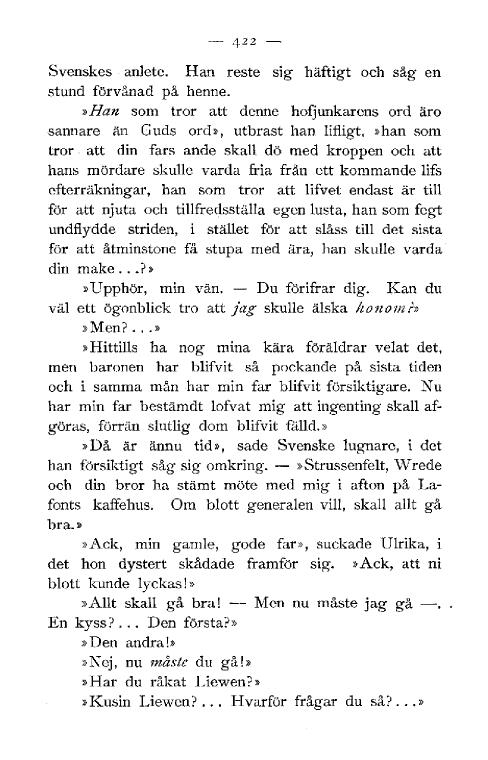 — 422 —
Svenskes anlete. Han reste sig häftigt och såg en
stund förvånad på henne.
»Han som tror att denne hofjunkarens ord äro
sannare än Guds ord», utbrast han lifligt, »han som
tror att din fars ande skall dö med kroppen och att
hans mördare skulle varda fria från ett kommande lifs
efterräkningar, han som tror att lifvet endast är till
för att njuta och tillfredsställa egen lusta, han som fegt
undflydde striden, i stället för att slåss till det sista
för att åtminstone få stupa med ära, han skulle varda
din make...?»
»Upphör, min vän. — Du förifrar dig. Kan du
väl ett ögonblick tro att jag skulle älska honom?»
»Men?...»
»Hittills ha nog mina kära föräldrar velat det,
men baronen har blifvit så pockande på sista tiden
och i samma mån har min far blifvit försiktigare. Nu
har min far bestämdt lofvat mig att ingenting skall af-
göras, förrän slutlig dom blifvit fälld.»
»Då är ännu tid», sade Svenske lugnare, i det
han försiktigt såg sig omkring. — »Strussenfelt, Wrede
och din bror ha stämt möte med mig i afton på La-
fonts kaffehus. Om blott generalen vill, skall allt gå
bra.»
»Ack, min gamle, gode far», suckade Ulrika, i
det hon dystert skådade framför sig. »Ack, att ni
blott kunde lyckas!»
»Allt skall gå bra! — Men nu måste jag gå —. .
En kyss?... Den första?»
»Den andra!»
»Nej, nu måste du gå!»
»Har du råkat Liewen?»
»Kusin Liewen?... Hvarför frågar du så?...»